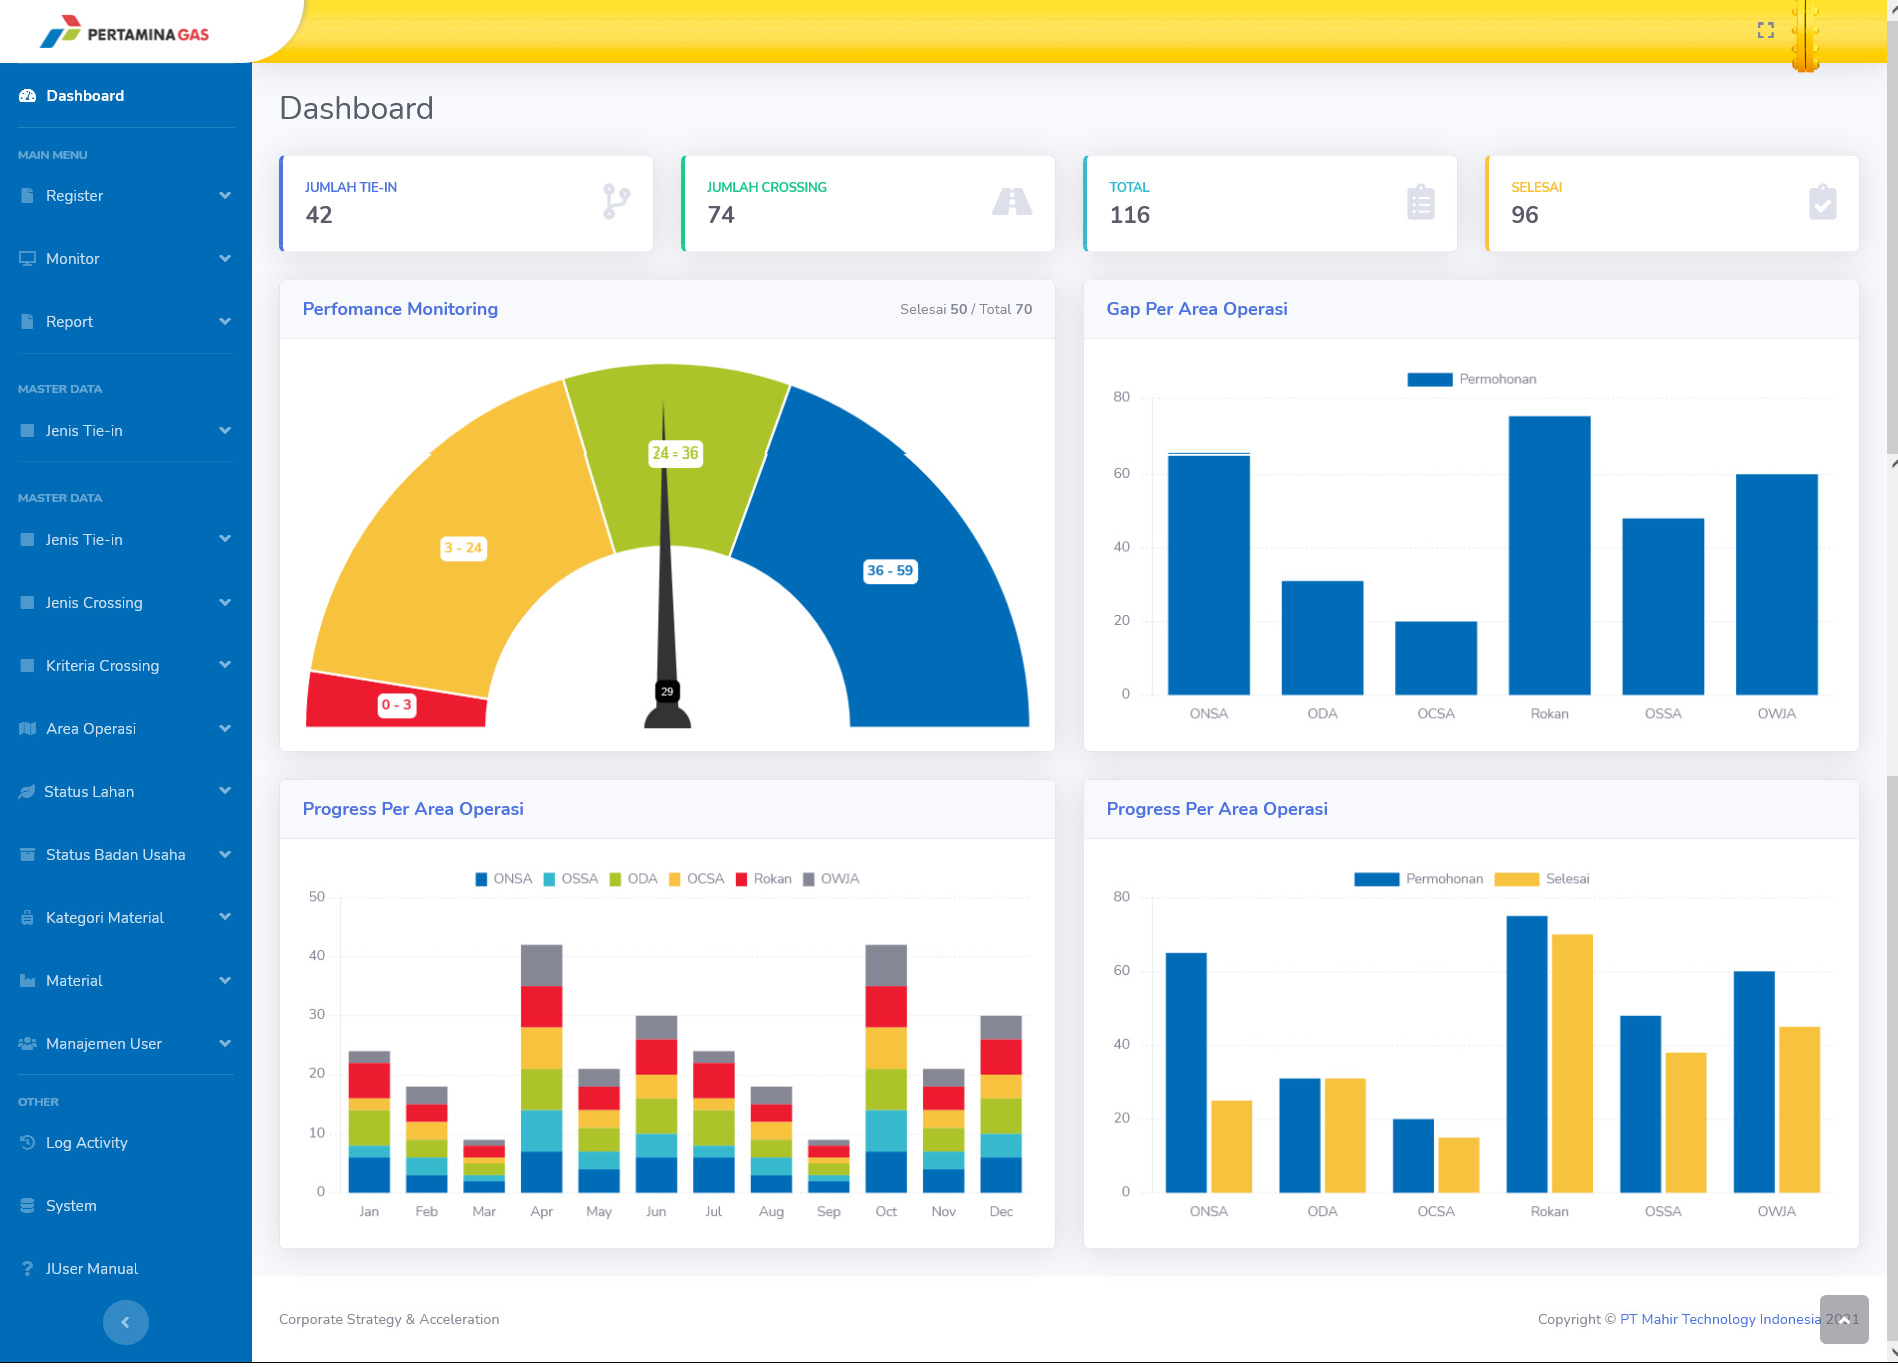 PERTAMINA GAS
Dashboard
MAIN MENU
Register
Monitor
Report
MASTER DATA
Jenis Tie-in
MASTER DATA
Jenis Tie-in
Jenis Crossing
Kriteria Crossing
Area Operasi
Status Lahan
Status Badan Usaha
Kategori Material
Material
Manajemen User
OTHER
Log Activity
System
JUser Manual
Dashboard
JUMLAH TIE-IN
42
JUMLAH CROSSING
74
TOTAL
116
SELESAI
96
Perfomance Monitoring
Selesai 50 / Total 70
24 - 36
3 - 24
36 - 59
0 - 3
29
Gap Per Area Operasi
Permohonan
80
60
40
20
0
ONSA ODA OCSA Rokan OSSA OWJA
Progress Per Area Operasi
ONSA OSSA ODA OCSA Rokan OWJA
50
40
30
20
10
0
Jan Feb Mar Apr May Jun Jul Aug Sep Oct Nov Dec
Progress Per Area Operasi
Permohonan Selesai
80
60
40
20
0
ONSA ODA OCSA Rokan OSSA OWJA
Corporate Strategy & Acceleration
Copyright © PT Mahir Technology Indonesia 2021